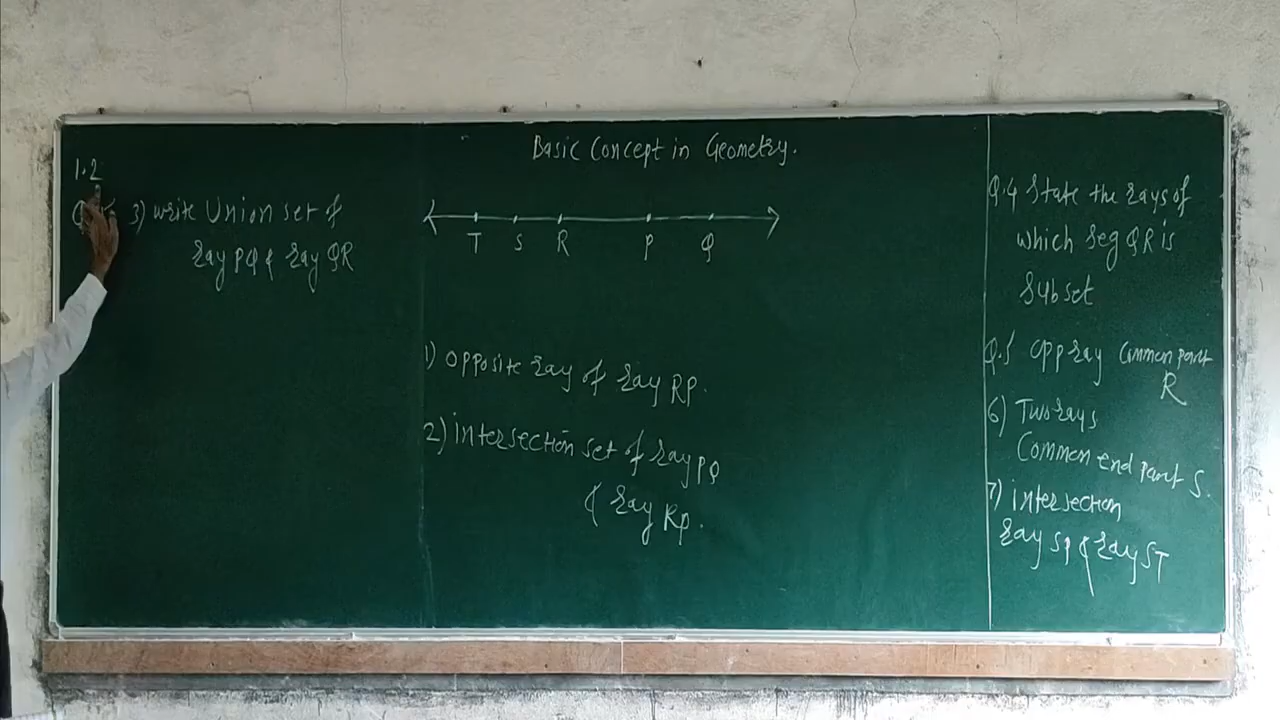 Basic Concept in Geometry.
1.2
3) write Union set of
ray PQ & ray QR
T S R P Q
1) opposite ray of ray RP.
2) intersection set of ray PQ
& ray RP.
Q.4 State the rays of
which seg QR is
subset
Q.5 opp ray Common part
R
6) Two rays
Common end part S.
7) intersection
ray SP & ray ST